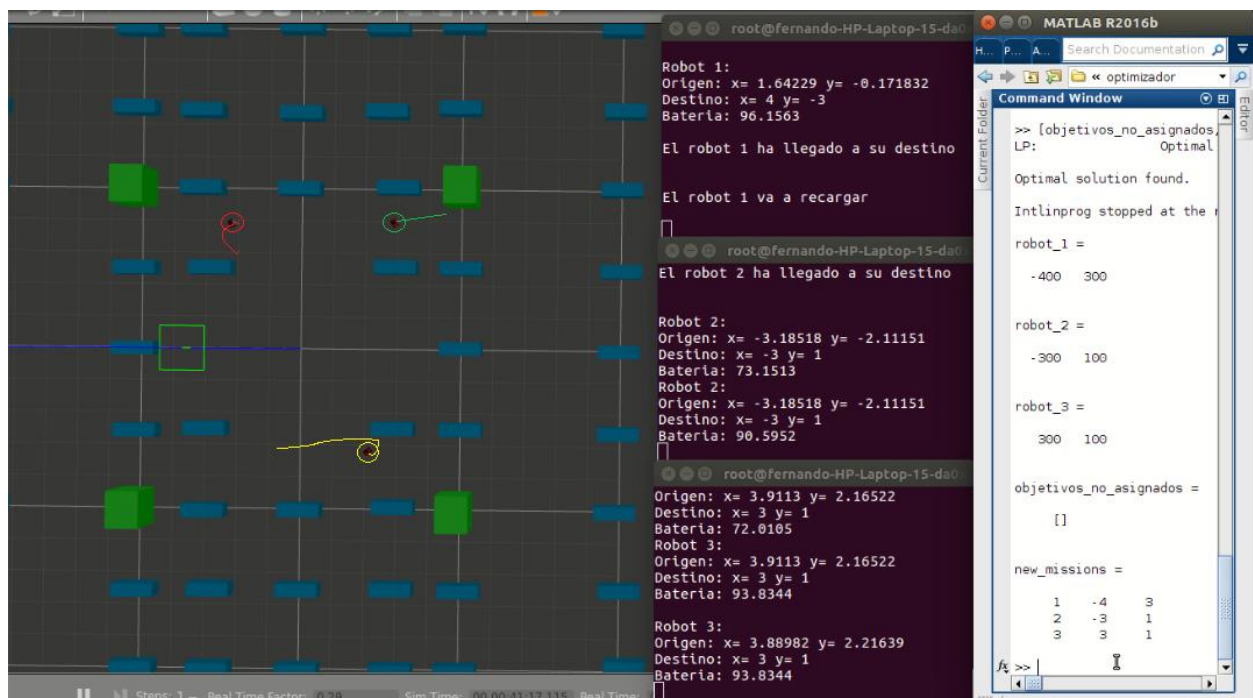 root@fernando-HP-Laptop-15-da0
Robot 1:
Origen: x= 1.64229 y= -0.171832
Destino: x= 4 y= -3
Bateria: 96.1563
El robot 1 ha llegado a su destino
El robot 1 va a recargar
root@fernando-HP-Laptop-15-da0
El robot 2 ha llegado a su destino
Robot 2:
Origen: x= -3.18518 y= -2.11151
Destino: x= -3 y= 1
Bateria: 73.1513
Robot 2:
Origen: x= -3.18518 y= -2.11151
Destino: x= -3 y= 1
Bateria: 90.5952
root@fernando-HP-Laptop-15-da0
Origen: x= 3.9113 y= 2.16522
Destino: x= 3 y= 1
Bateria: 72.0105
Robot 3:
Origen: x= 3.9113 y= 2.16522
Destino: x= 3 y= 1
Bateria: 93.8344
Robot 3:
Origen: x= 3.88982 y= 2.21639
Destino: x= 3 y= 1
Bateria: 93.8344
MATLAB R2016b
H... P... A... Search Documentation
« optimizador
Current Folder
Command Window
Editor
>> [objetivos_no_asignados,
LP: Optimal
Optimal solution found.
Intlinprog stopped at the
robot_1 =
-400 300
robot_2 =
-300 100
robot_3 =
300 100
objetivos_no_asignados =
[]
new_missions =
1 -4 3
2 -3 1
3 3 1
fx >>
Steps: 1 Real Time Factor: 0.29 Sim Time: 00 00:41:17.115 Real Time: